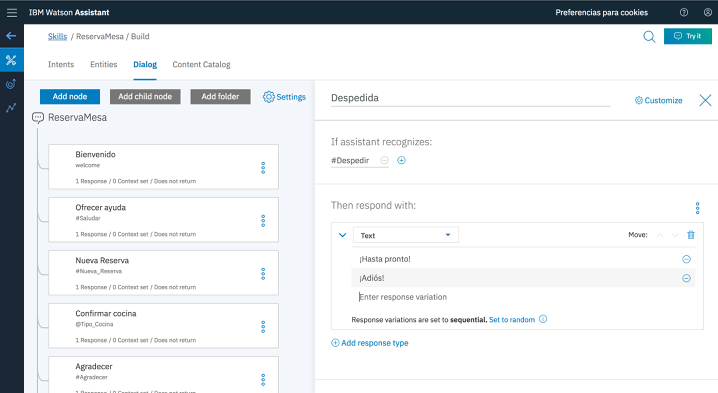 IBM Watson Assistant
Preferencias para cookies
Skills / ReservaMesa / Build
Try it
Intents Entities Dialog Content Catalog
Add node Add child node Add folder Settings
ReservaMesa
Bienvenido
welcome
1 Response / 0 Context set / Does not return
Ofrecer ayuda
#Saludar
1 Response / 0 Context set / Does not return
Nueva Reserva
#Nueva_Reserva
1 Response / 0 Context set / Does not return
Confirmar cocina
@Tipo_Cocina
1 Response / 0 Context set / Does not return
Agradecer
#Agradecer
1 Response / 0 Context set / Does not return
Despedida
Customize
If assistant recognizes:
#Despedir
Then respond with:
Text
Move:
¡Hasta pronto!
¡Adiós!
Enter response variation
Response variations are set to sequential. Set to random
Add response type